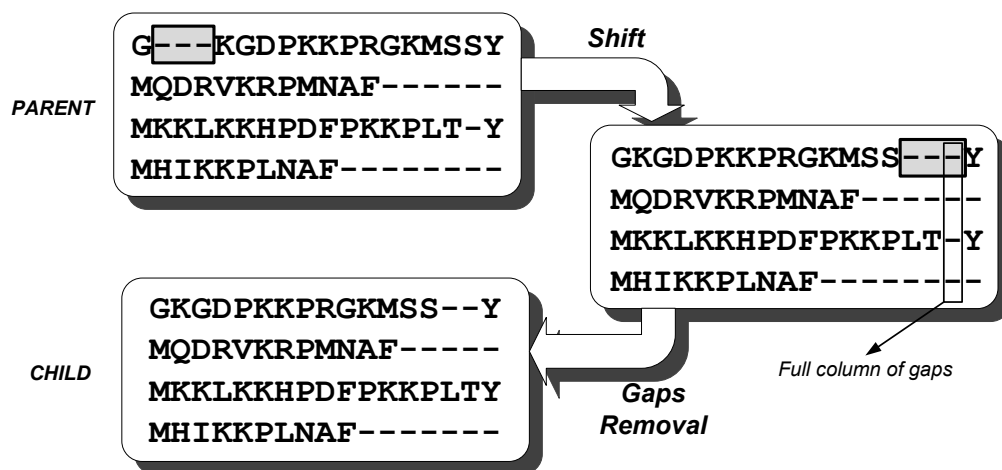 PARENT
G---KGDPKKPRGKMSSY
MQDRVKRPMNAF------
MKKLKKHPDFPKKPLT-Y
MHIKKPLNAF--------
Shift
GKGDPKKPRGKMSS---Y
MQDRVKRPMNAF------
MKKLKKHPDFPKKPLT-Y
MHIKKPLNAF--------
Full column of gaps
Gaps
Removal
CHILD
GKGDPKKPRGKMSS--Y
MQDRVKRPMNAF-----
MKKLKKHPDFPKKPLTY
MHIKKPLNAF-------